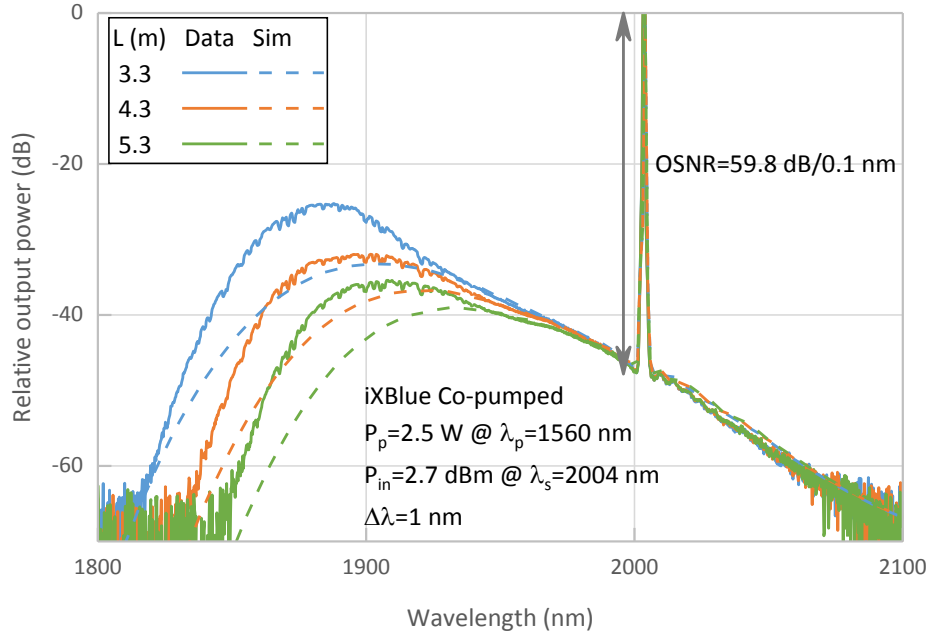 0
-20
-40
-60
Relative output power (dB)
L (m) Data Sim
3.3
4.3
5.3
OSNR=59.8 dB/0.1 nm
iXBlue Co-pumped
Pp=2.5 W @ λp=1560 nm
Pin=2.7 dBm @ λs=2004 nm
Δλ=1 nm
1800 1900 2000 2100
Wavelength (nm)